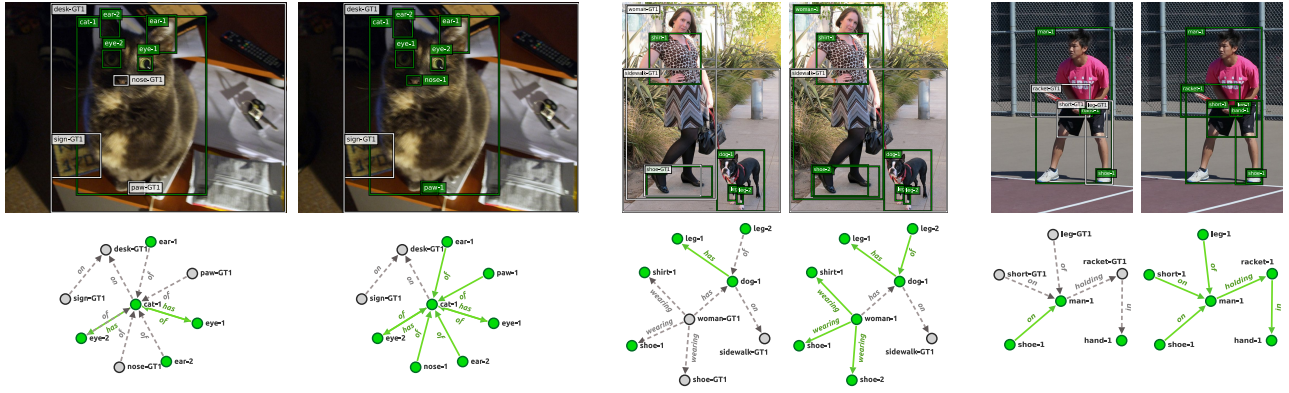 desk-GT1
cat-1
ear-2
ear-1
eye-2
eye-1
nose-GT1
sign-GT1
paw-GT1
desk-GT1
cat-1
ear-2
ear-1
eye-2
eye-2
nose-1
sign-GT1
paw-1
woman-GT1
shirt-1
sidewalk-GT1
shoe-GT1
dog-1
leg-2
woman-1
shirt-1
sidewalk-GT1
shoe-2
dog-1
leg-2
man-1
racket-GT1
short-GT1
leg-GT1
hand-1
shoe-1
man-1
racket-1
short-1
leg-1
hand-1
shoe-1
desk-GT1
ear-1
on
of
of
paw-GT1
of
sign-GT1
cat-1
has
has
of
eye-1
eye-2
of
of
nose-GT1
ear-2
desk-GT1
ear-1
on
on
of
paw-1
of
sign-GT1
cat-1
has
has
of
eye-1
eye-2
of
of
nose-1
ear-2
leg-1
leg-2
has
of
shirt-1
dog-1
wearing
has
on
woman-GT1
wearing
shoe-1
wearing
sidewalk-GT1
shoe-GT1
leg-1
leg-2
has
of
shirt-1
dog-1
wearing
has
on
woman-1
wearing
shoe-1
wearing
sidewalk-GT1
shoe-2
leg-GT1
of
short-GT1
racket-GT1
on
holding
man-1
in
on
shoe-1
hand-1
leg-1
of
short-1
racket-1
on
holding
man-1
in
on
shoe-1
hand-1